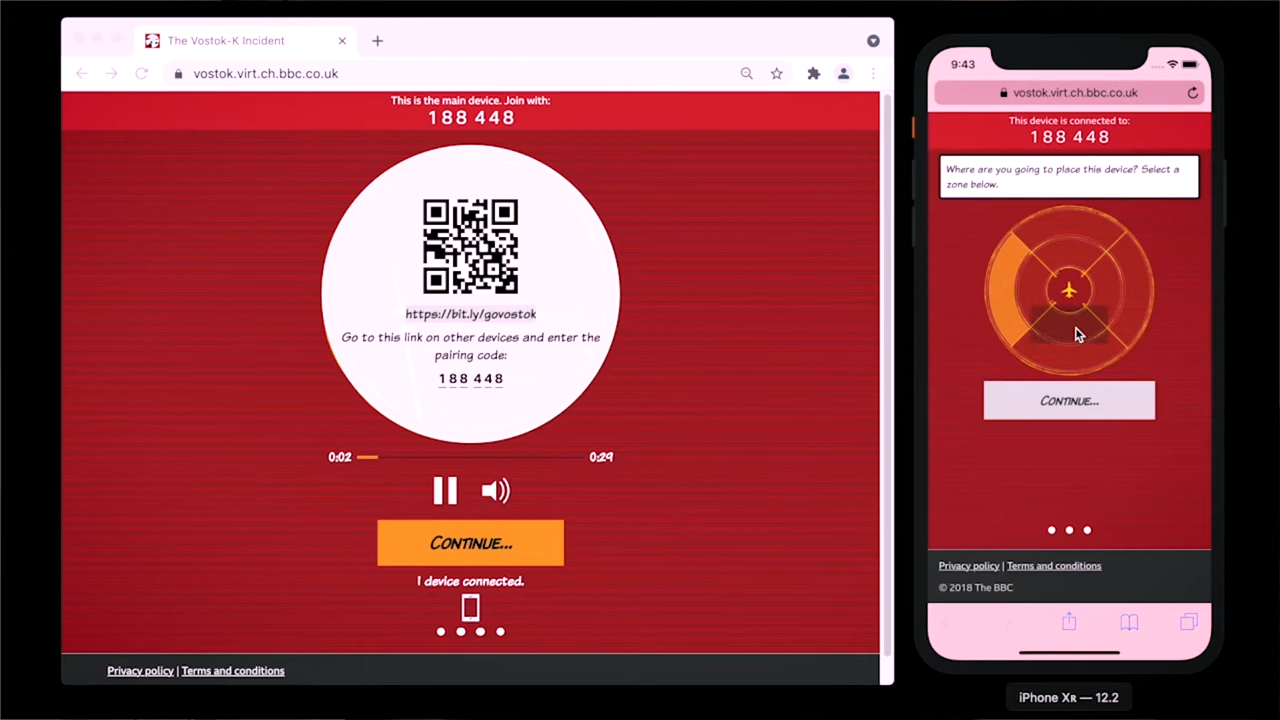 The Vostok-K Incident
vostok.virt.ch.bbc.co.uk
This is the main device. Join with:
188 448
https://bit.ly/govostok
Go to this link on other devices and enter the
pairing code:
188 448
0:02
0:29
CONTINUE...
1 device connected.
Privacy policy | Terms and conditions
9:43
vostok.virt.ch.bbc.co.uk
This device is connected to:
188 448
Where are you going to place this device? Select a
zone below.
CONTINUE...
Privacy policy | Terms and conditions
© 2018 The BBC
iPhone XR — 12.2